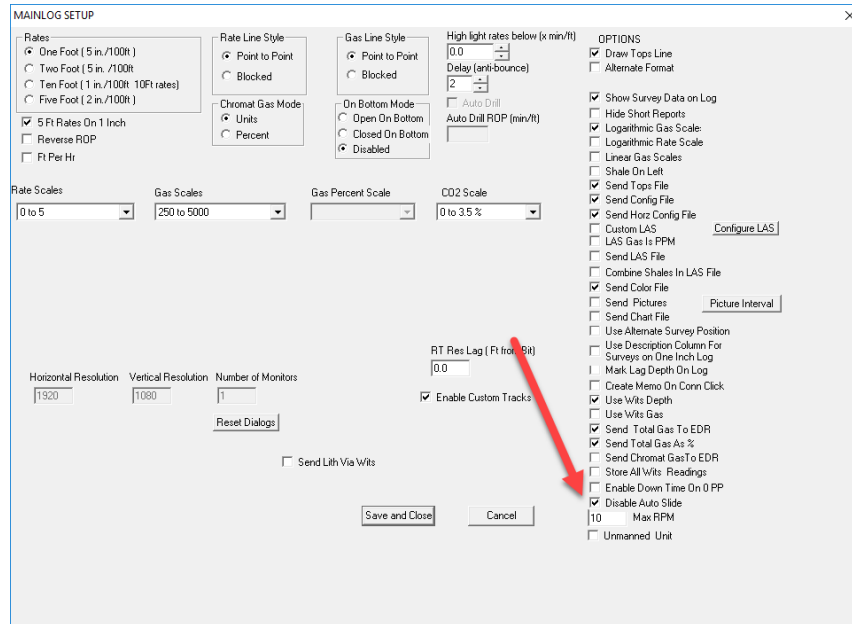 MAINLOG SETUP
Rates
One Foot ( 5 in./100ft )
Two Foot ( 5 in. /100ft
Ten Foot ( 1 in./100ft 10Ft rates)
Five Foot ( 2 in./100ft )
5 Ft Rates On 1 Inch
Reverse ROP
Ft Per Hr
Rate Line Style
Point to Point
Blocked
Chromat Gas Mode
Units
Percent
Gas Line Style
Point to Point
Blocked
On Bottom Mode
Open On Bottom
Closed On Bottom
Disabled
High light rates below (x min/ft)
0.0
Delay (anti-bounce)
2
Auto Drill
Auto Drill ROP (min/ft)
Rate Scales
0 to 5
Gas Scales
250 to 5000
Gas Percent Scale
CO2 Scale
0 to 3.5 %
RT Res Lag ( Ft from Bit)
0.0
Horizontal Resolution
1920
Vertical Resolution
1080
Number of Monitors
1
Reset Dialogs
Enable Custom Tracks
Send Lith Via Wits
Save and Close
Cancel
OPTIONS
Draw Tops Line
Alternate Format
Show Survey Data on Log
Hide Short Reports
Logarithmic Gas Scale:
Logarithmic Rate Scale
Linear Gas Scales
Shale On Left
Send Tops File
Send Config File
Send Horz Config File
Custom LAS
Configure LAS
LAS Gas Is PPM
Send LAS File
Combine Shales In LAS File
Send Color File
Send Pictures
Picture Interval
Send Chart File
Use Alternate Survey Position
Use Description Column For
Surveys on One Inch Log
Mark Lag Depth On Log
Create Memo On Conn Click
Use Wits Depth
Use Wits Gas
Send Total Gas To EDR
Send Total Gas As %
Send Chromat GasTo EDR
Store All Wits Readings
Enable Down Time On 0 PP
Disable Auto Slide
10 Max RPM
Unmanned Unit